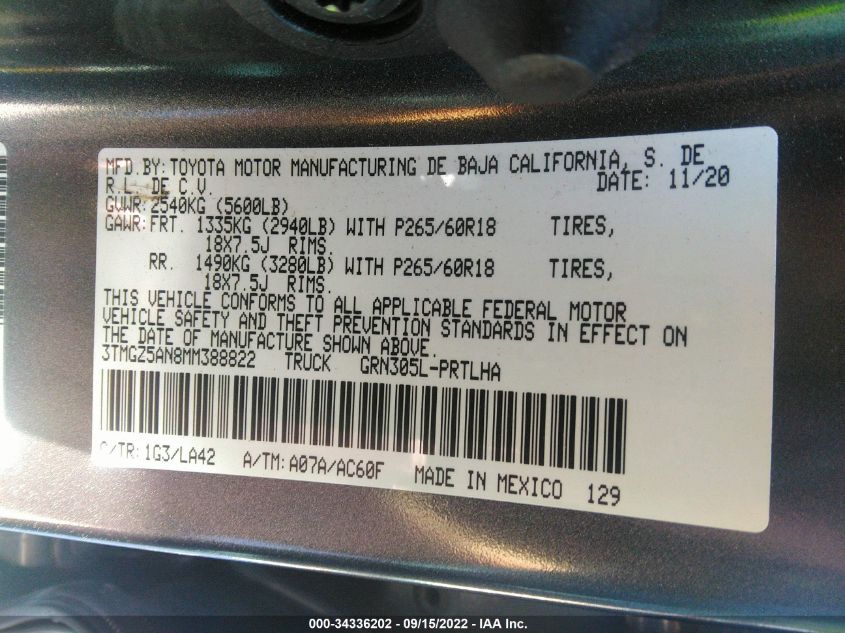 MFD.BY: TOYOTA MOTOR MANUFACTURING DE BAJA CALIFORNIA, S. DE
R.L. DE C.V.
DATE: 11/20
GVWR: 2540KG (5600LB)
GAWR: FRT. 1335KG (2940LB) WITH P265/60R18 TIRES,
18X7.5J RIMS.
RR. 1490KG (3280LB) WITH P265/60R18 TIRES,
18X7.5J RIMS.
THIS VEHICLE CONFORMS TO ALL APPLICABLE FEDERAL MOTOR
VEHICLE SAFETY AND THEFT PREVENTION STANDARDS IN EFFECT ON
THE DATE OF MANUFACTURE SHOWN ABOVE.
3TMGZ5AN8MM388822 TRUCK GRN305L-PRTLHA
C/TR: 1G3/LA42 A/TM: A07A/AC60F MADE IN MEXICO 129
000-34336202 - 09/15/2022 - IAA Inc.